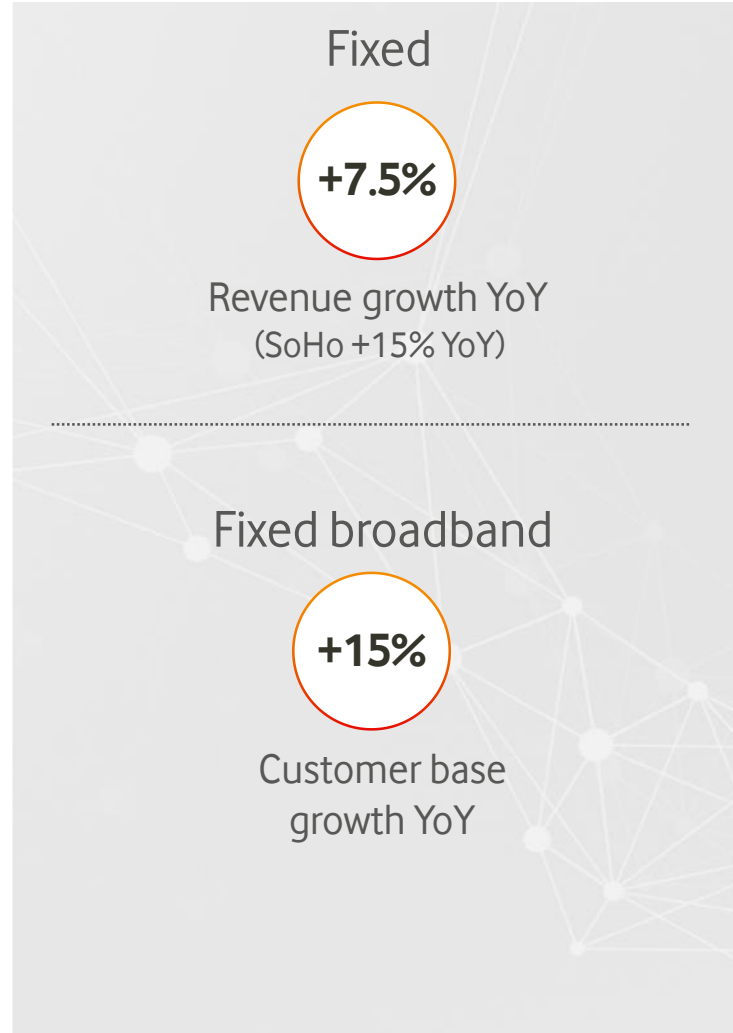 Fixed
+7.5%
Revenue growth YoY
(SoHo +15% YoY)
Fixed broadband
+15%
Customer base
growth YoY